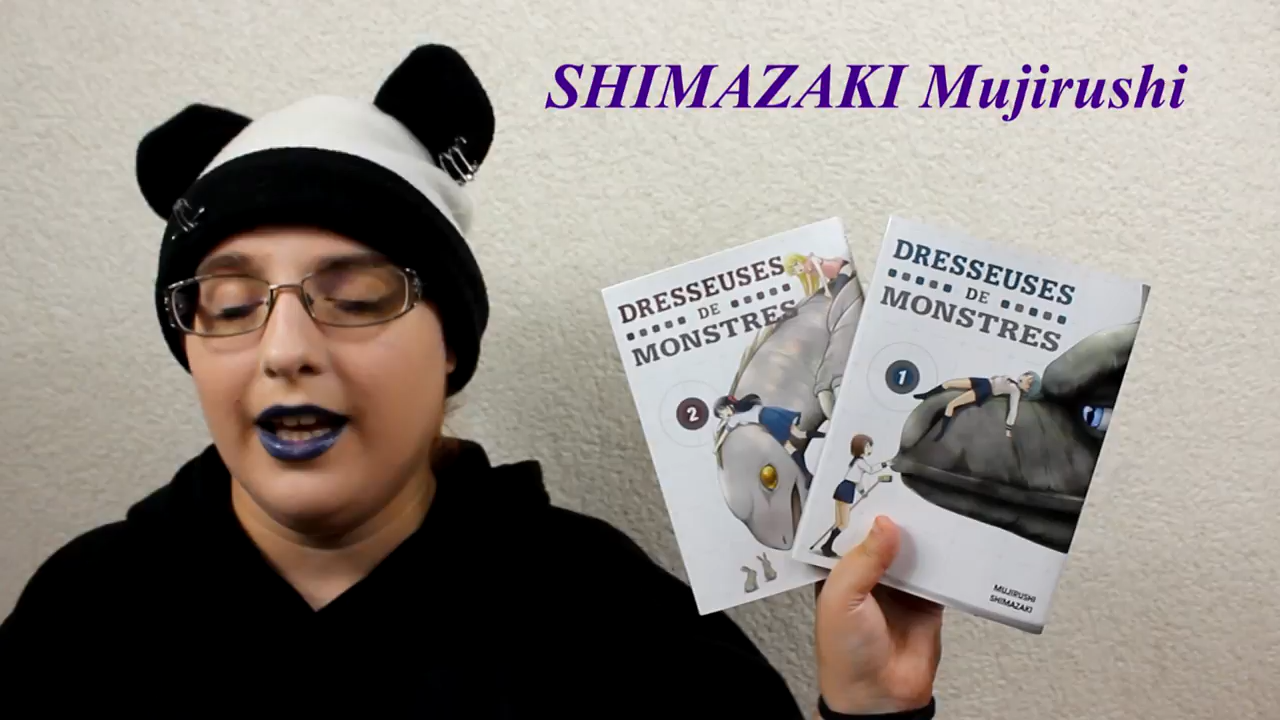 SHIMAZAKI Mujirushi
DRESSEUSES
DE
MONSTRES
2
DRESSEUSES
DE
MONSTRES
1
MUJIRUSHI
SHIMAZAKI